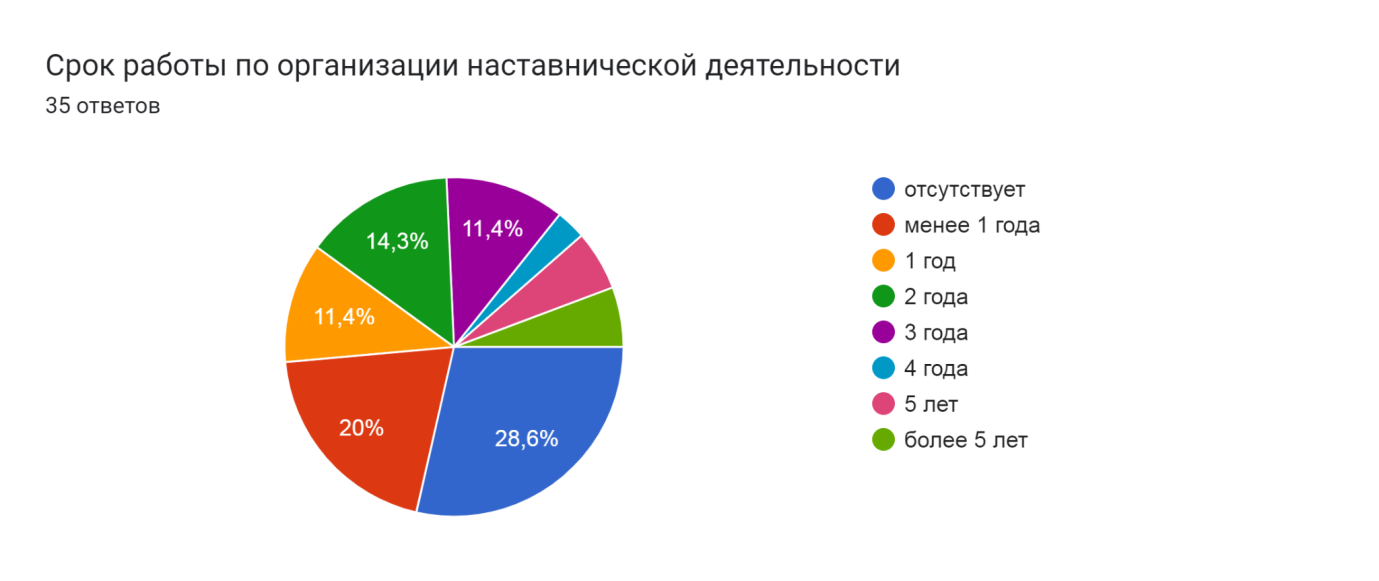 Срок работы по организации наставнической деятельности
35 ответов
11,4%
14,3%
11,4%
20%
28,6%
отсутствует
менее 1 года
1 год
2 года
3 года
4 года
5 лет
более 5 лет